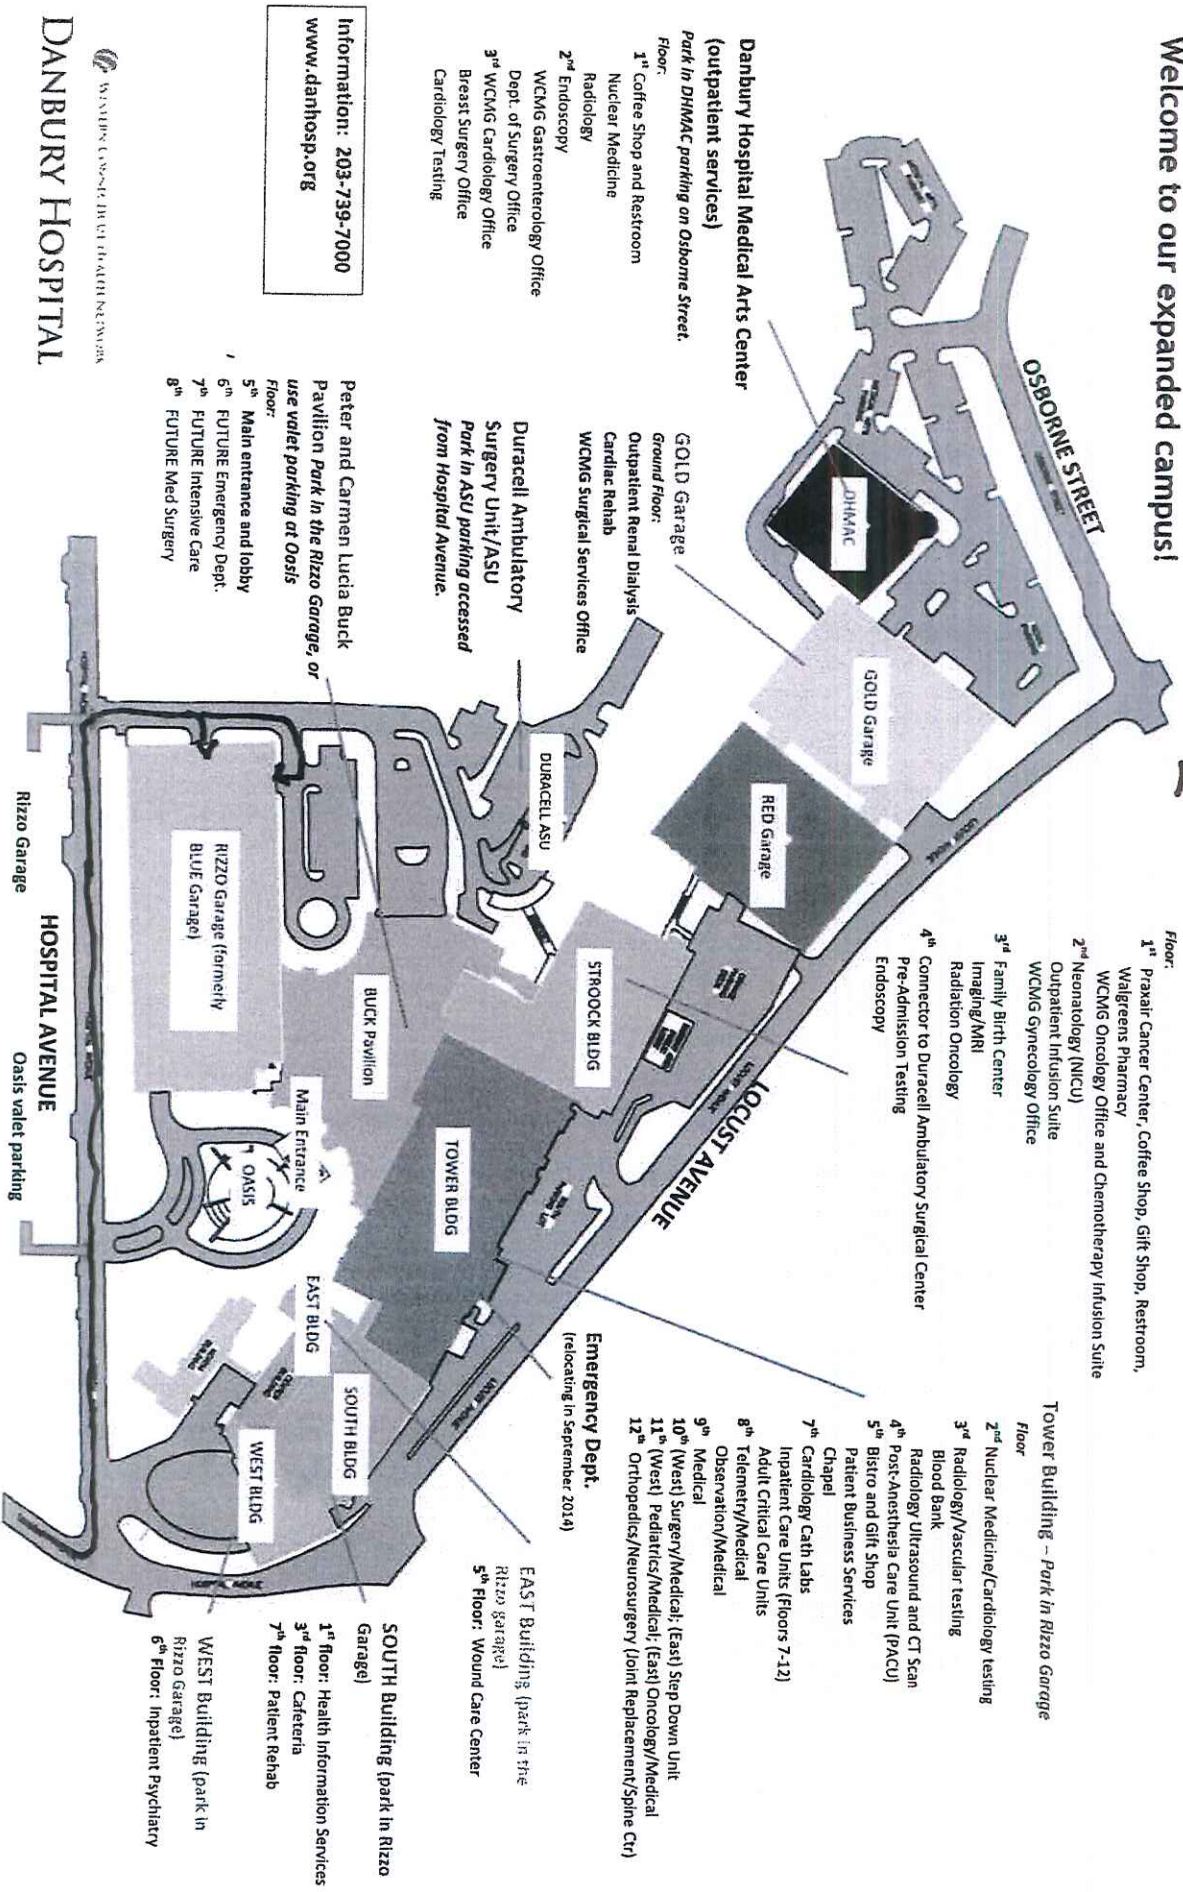 Welcome to our expanded campus!
Danbury Hospital Medical Arts Center
(outpatient services)
Park in DHMAC parking on Osborne Street.
Floor:
1st Coffee Shop and Restroom
Nuclear Medicine
Radiology
2nd Endoscopy
WCMG Gastroenterology Office
Dept. of Surgery Office
3rd WCMG Cardiology Office
Breast Surgery Office
Cardiology Testing
Information: 203-739-7000
www.danhosp.org
WESTERN CONNECTICUT HEALTH NETWORK
DANBURY HOSPITAL
GOLD Garage
Ground Floor:
Outpatient Renal Dialysis
Cardiac Rehab
WCMG Surgical Services Office
Duracell Ambulatory
Surgery Unit/ASU
Park in ASU parking accessed
from Hospital Avenue.
Peter and Carmen Lucia Buck
Pavilion Park in the Rizzo Garage, or
use valet parking at Oasis
Floor:
5th Main entrance and lobby
6th FUTURE Emergency Dept.
7th FUTURE Intensive Care
8th FUTURE Med Surgery
OSBORNE STREET
DHMAC
GOLD Garage
RED Garage
LOCUST AVENUE
DURACELL ASU
STROOCK BLDG
LOCUST AVENUE
LOCUST AVENUE
TOWER BLDG
BUCK Pavilion
RIZZO Garage (formerly
BLUE Garage)
Main Entrance
OASIS
EAST BLDG
SOUTH BLDG
WEST BLDG
LOCUST AVENUE
HOSPITAL AVENUE
HOSPITAL AVENUE
Rizzo Garage
HOSPITAL AVENUE
Oasis valet parking
Floor:
1st Praxair Cancer Center, Coffee Shop, Gift Shop, Restroom,
Walgreens Pharmacy
WCMG Oncology Office and Chemotherapy Infusion Suite
2nd Neonatology (NICU)
Outpatient Infusion Suite
WCMG Gynecology Office
3rd Family Birth Center
Imaging/MRI
Radiation Oncology
4th Connector to Duracell Ambulatory Surgical Center
Pre-Admission Testing
Endoscopy
Tower Building – Park in Rizzo Garage
Floor
2nd Nuclear Medicine/Cardiology testing
3rd Radiology/Vascular testing
Blood Bank
Radiology Ultrasound and CT Scan
4th Post-Anesthesia Care Unit (PACU)
5th Bistro and Gift Shop
Patient Business Services
Chapel
7th Cardiology Cath Labs
Inpatient Care Units (Floors 7-12)
Adult Critical Care Units
8th Telemetry/Medical
Observation/Medical
9th Medical
10th (West) Surgery/Medical; (East) Step Down Unit
11th (West) Pediatrics/Medical; (East) Oncology/Medical
12th Orthopedics/Neurosurgery (Joint Replacement/Spine Ctr)
Emergency Dept.
(relocating in September 2014)
EAST Building (park in the
Rizzo garage)
5th Floor: Wound Care Center
SOUTH Building (park in Rizzo
Garage)
1st floor: Health Information Services
3rd floor: Cafeteria
7th floor: Patient Rehab
WEST Building (park in
Rizzo Garage)
6th Floor: Inpatient Psychiatry